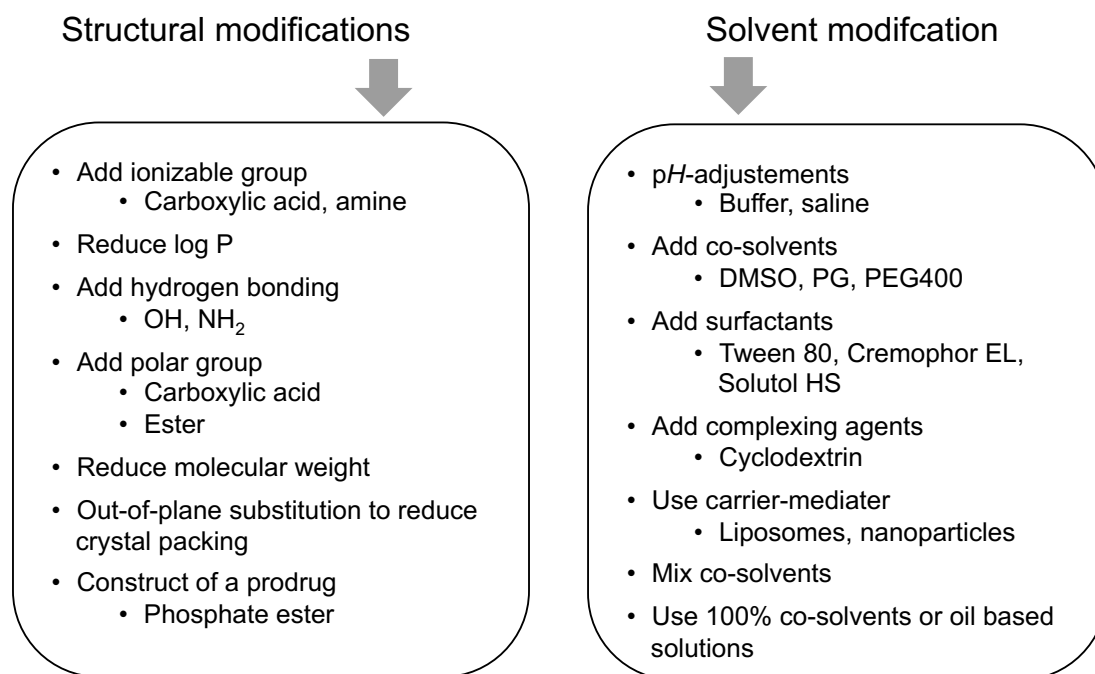 Structural modifications
• Add ionizable group
• Carboxylic acid, amine
• Reduce log P
• Add hydrogen bonding
• OH, NH₂
• Add polar group
• Carboxylic acid
• Ester
• Reduce molecular weight
• Out-of-plane substitution to reduce
crystal packing
• Construct of a prodrug
• Phosphate ester
Solvent modifcation
• pH-adjustements
• Buffer, saline
• Add co-solvents
• DMSO, PG, PEG400
• Add surfactants
• Tween 80, Cremophor EL,
Solutol HS
• Add complexing agents
• Cyclodextrin
• Use carrier-mediater
• Liposomes, nanoparticles
• Mix co-solvents
• Use 100% co-solvents or oil based
solutions